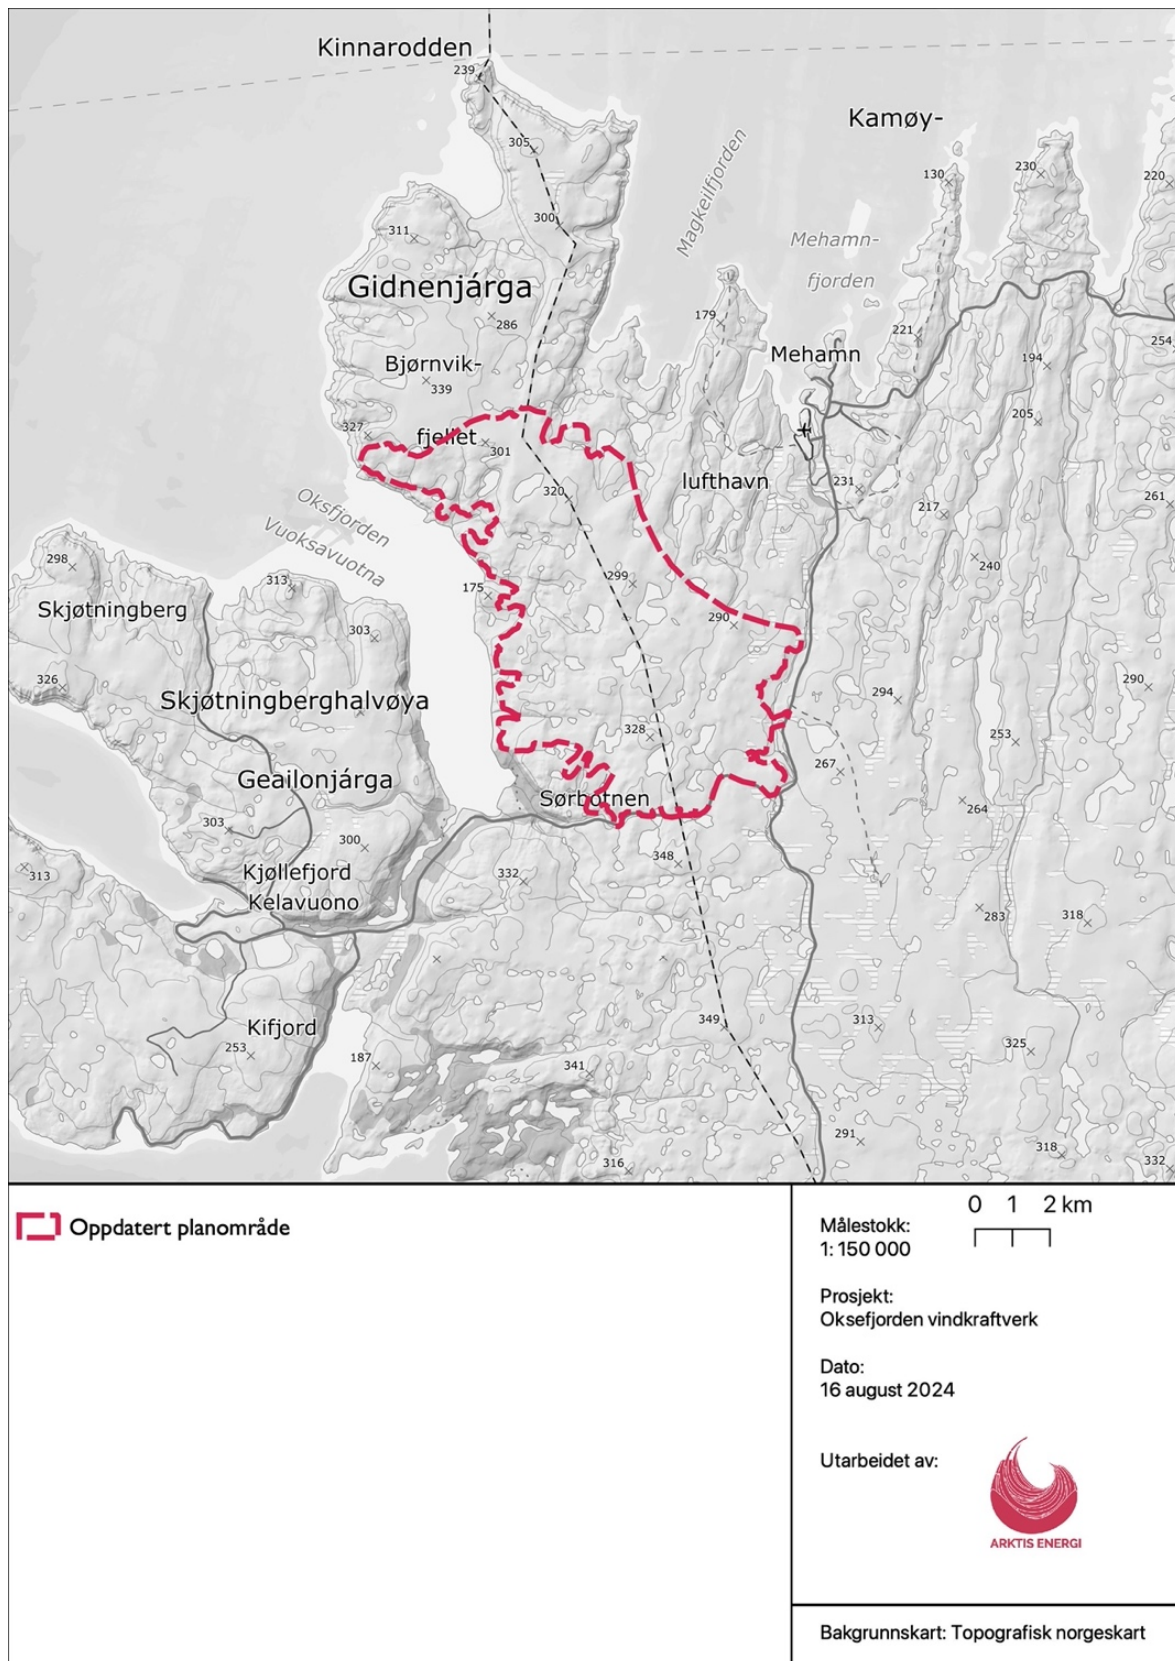 Kinnarodden
239
Kamøy-
305
130
230
220
Magkeilfjorden
300
311
Mehamn-
fjorden
Gidnenjárga
286
179
221
254
Mehamn
194
Bjørnvik-
339
205
327
fjellet
301
lufthavn
320
231
217
261
Oksfjorden
Vuoksavuotna
298
313
299
240
175
Skjøtningberg
303
290
326
290
Skjøtningberghalvøya
294
328
253
267
Geailonjárga
Sørbotnen
264
303
300
348
313
Kjøllefjord
Kelavuono
332
283
318
Kifjord
349
313
253
187
341
325
291
318
316
332
Oppdatert planområde
0 1 2 km
Målestokk:
1: 150 000
Prosjekt:
Oksefjorden vindkraftverk
Dato:
16 august 2024
Utarbeidet av:
ARKTIS ENERGI
Bakgrunnskart: Topografisk norgeskart